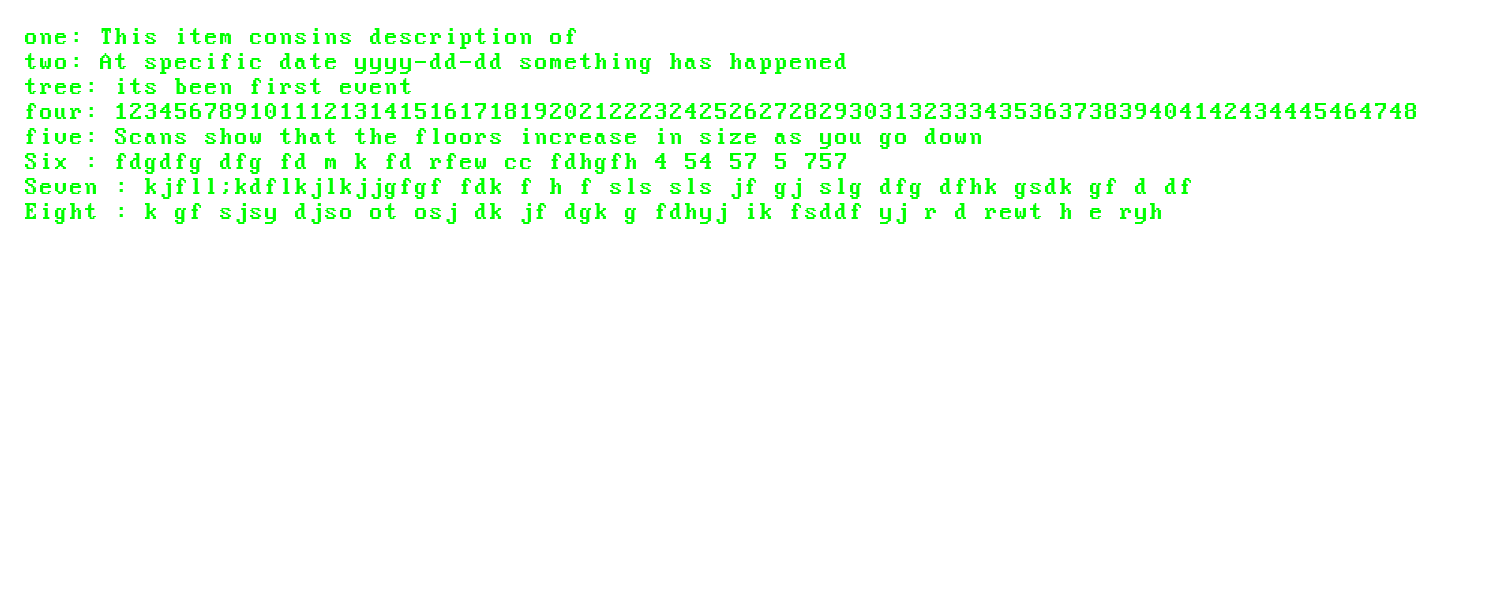 one: This item consins description of
two: At specific date yyyy-dd-dd something has happened
tree: its been first event
four: 123456789101112131415161718192021222324252627282930313233343536373839404142434445464748
five: Scans show that the floors increase in size as you go down
Six : fdgdfg dfg fd m k fd rfew cc fdhgfh 4 54 57 5 757
Seven : kjfll;kdflkjlkjjgfgf fdk f h f sls sls jf gj slg dfg dfhk gsdk gf d df
Eight : k gf sjsy djso ot osj dk jf dgk g fdhyj ik fsddf yj r d rewt h e ryh